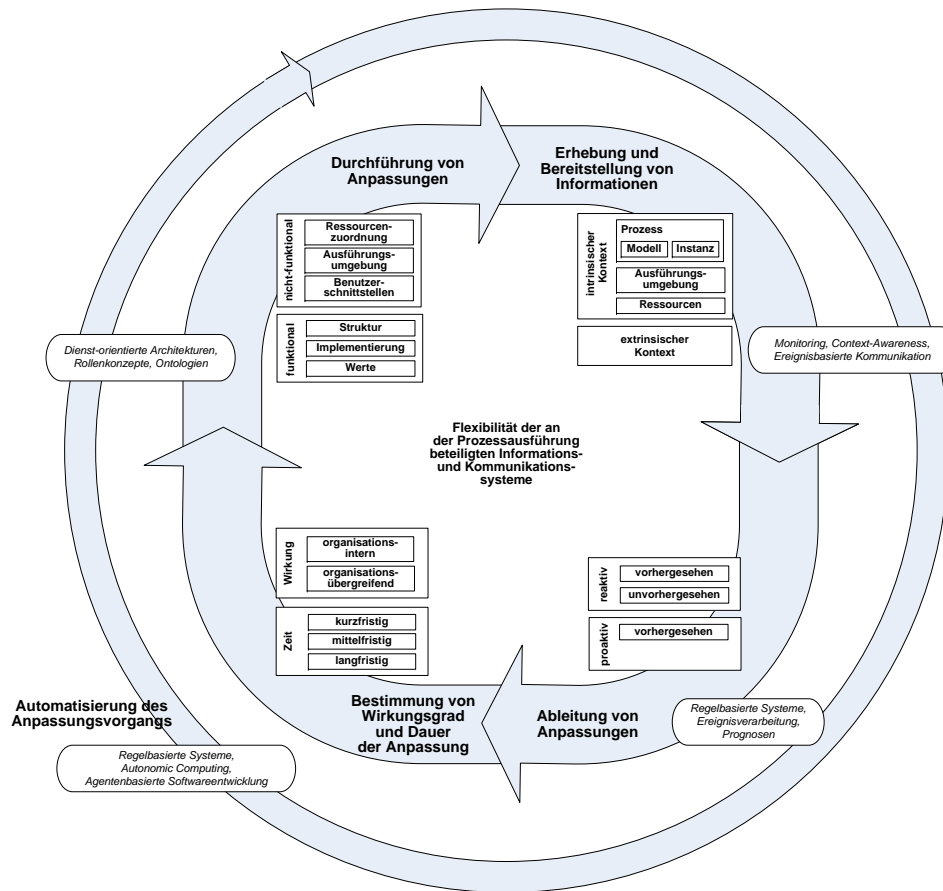 Durchführung von
Anpassungen
Erhebung und
Bereitstellung von
Informationen
nicht-funktional
Ressourcen-
zuordnung
Ausführungs-
umgebung
Benutzer-
schnittstellen
funktional
Struktur
Implementierung
Werte
intrinsischer
Kontext
Prozess
Modell
Instanz
Ausführungs-
umgebung
Ressourcen
extrinsischer
Kontext
Dienst-orientierte Architekturen,
Rollenkonzepte, Ontologien
Monitoring, Context-Awareness,
Ereignisbasierte Kommunikation
Flexibilität der an
der Prozessausführung
beteiligten Informations-
und Kommunikations-
systeme
Wirkung
organisations-
intern
organisations-
übergreifend
Zeit
kurzfristig
mittelfristig
langfristig
reaktiv
vorhergesehen
unvorhergesehen
proaktiv
vorhergesehen
Bestimmung von
Wirkungsgrad
und Dauer
der Anpassung
Ableitung von
Anpassungen
Regelbasierte Systeme,
Ereignisverarbeitung,
Prognosen
Automatisierung des
Anpassungsvorgangs
Regelbasierte Systeme,
Autonomic Computing,
Agentenbasierte Softwareentwicklung